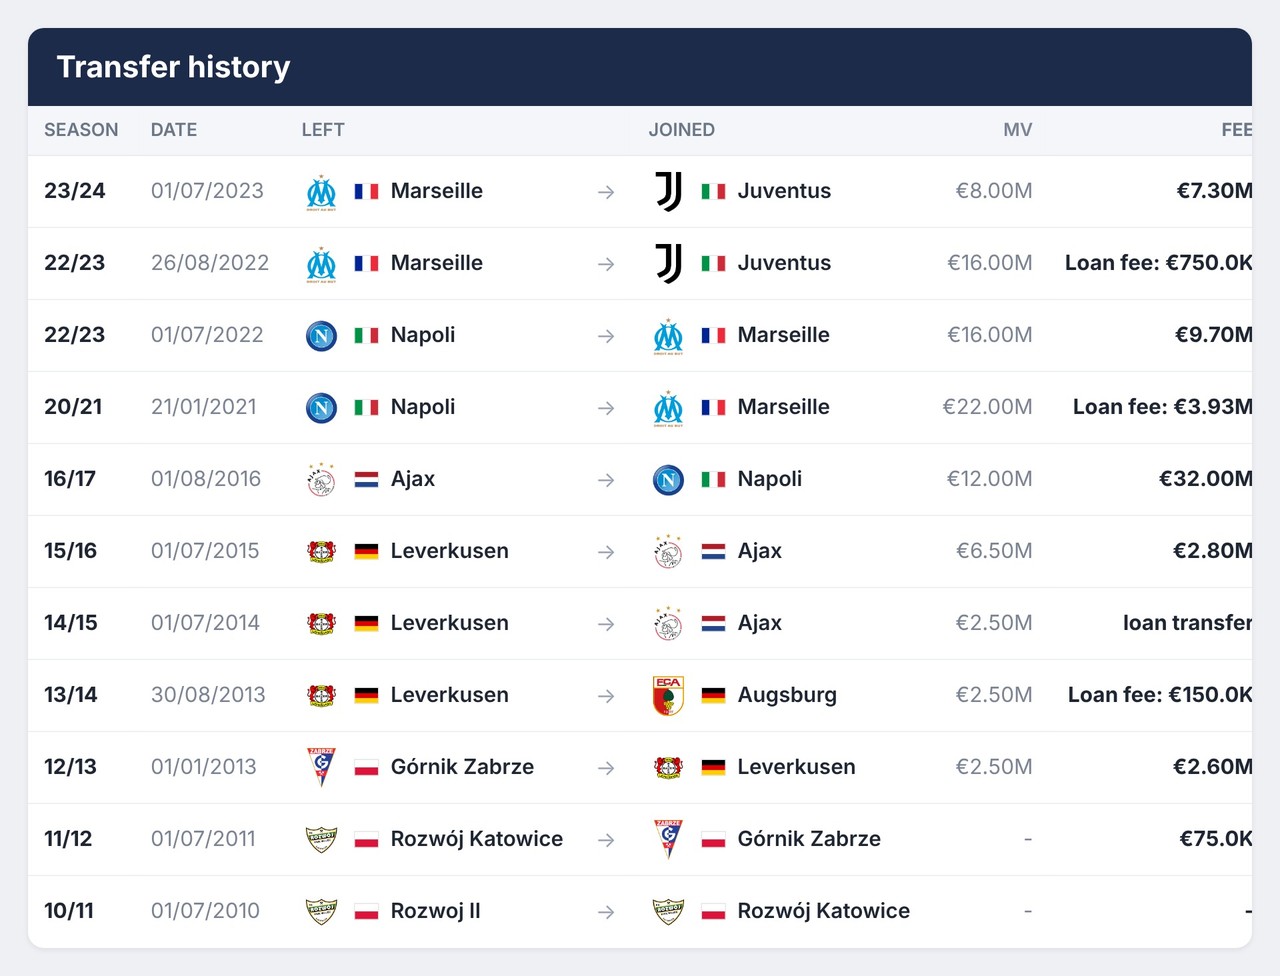 Transfer history
SEASON DATE LEFT JOINED MV FEE
23/24 01/07/2023 Marseille → Juventus €8.00M €7.30M
22/23 26/08/2022 Marseille → Juventus €16.00M Loan fee: €750.0K
22/23 01/07/2022 Napoli → Marseille €16.00M €9.70M
20/21 21/01/2021 Napoli → Marseille €22.00M Loan fee: €3.93M
16/17 01/08/2016 Ajax → Napoli €12.00M €32.00M
15/16 01/07/2015 Leverkusen → Ajax €6.50M €2.80M
14/15 01/07/2014 Leverkusen → Ajax €2.50M loan transfer
13/14 30/08/2013 Leverkusen → Augsburg €2.50M Loan fee: €150.0K
12/13 01/01/2013 Górnik Zabrze → Leverkusen €2.50M €2.60M
11/12 01/07/2011 Rozwój Katowice → Górnik Zabrze - €75.0K
10/11 01/07/2010 Rozwoj II → Rozwój Katowice - -